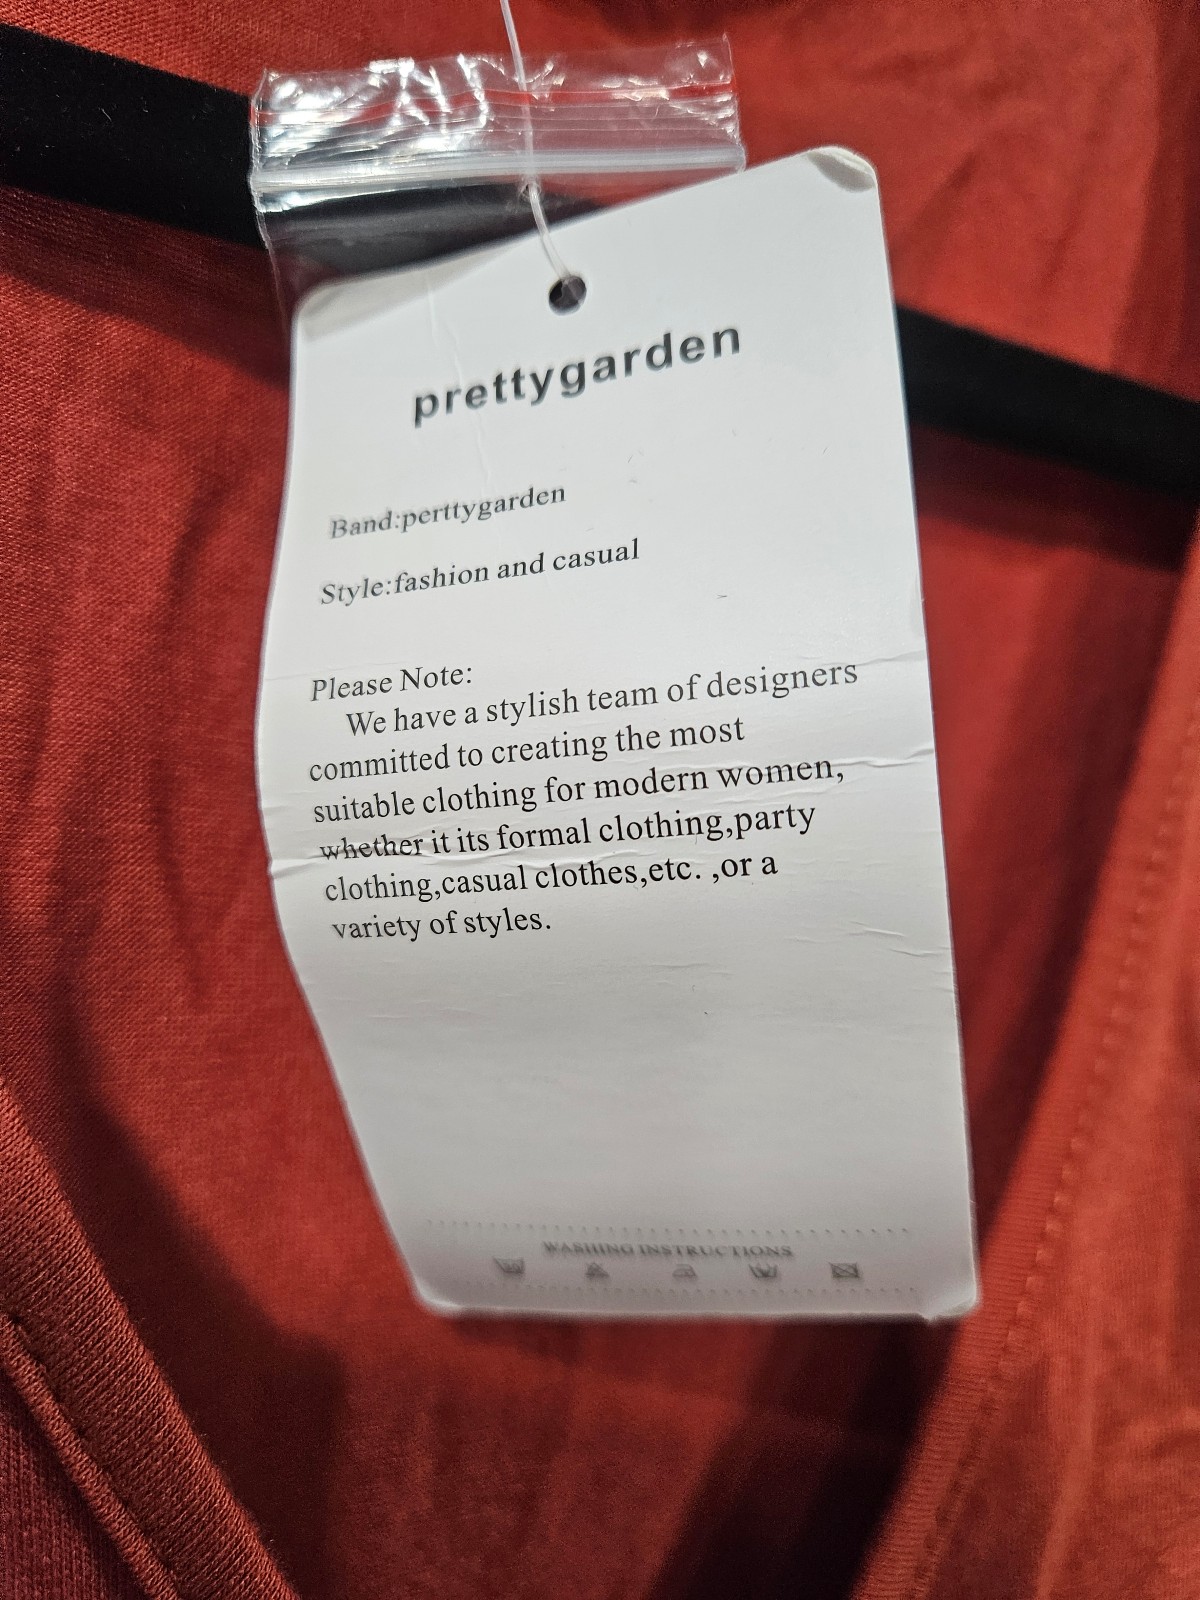 prettygarden
Band:perttygarden
Style:fashion and casual
Please Note:
We have a stylish team of designers
committed to creating the most
suitable clothing for modern women,
whether it its formal clothing,party
clothing,casual clothes,etc. ,or a
variety of styles.
WASHING INSTRUCTIONS